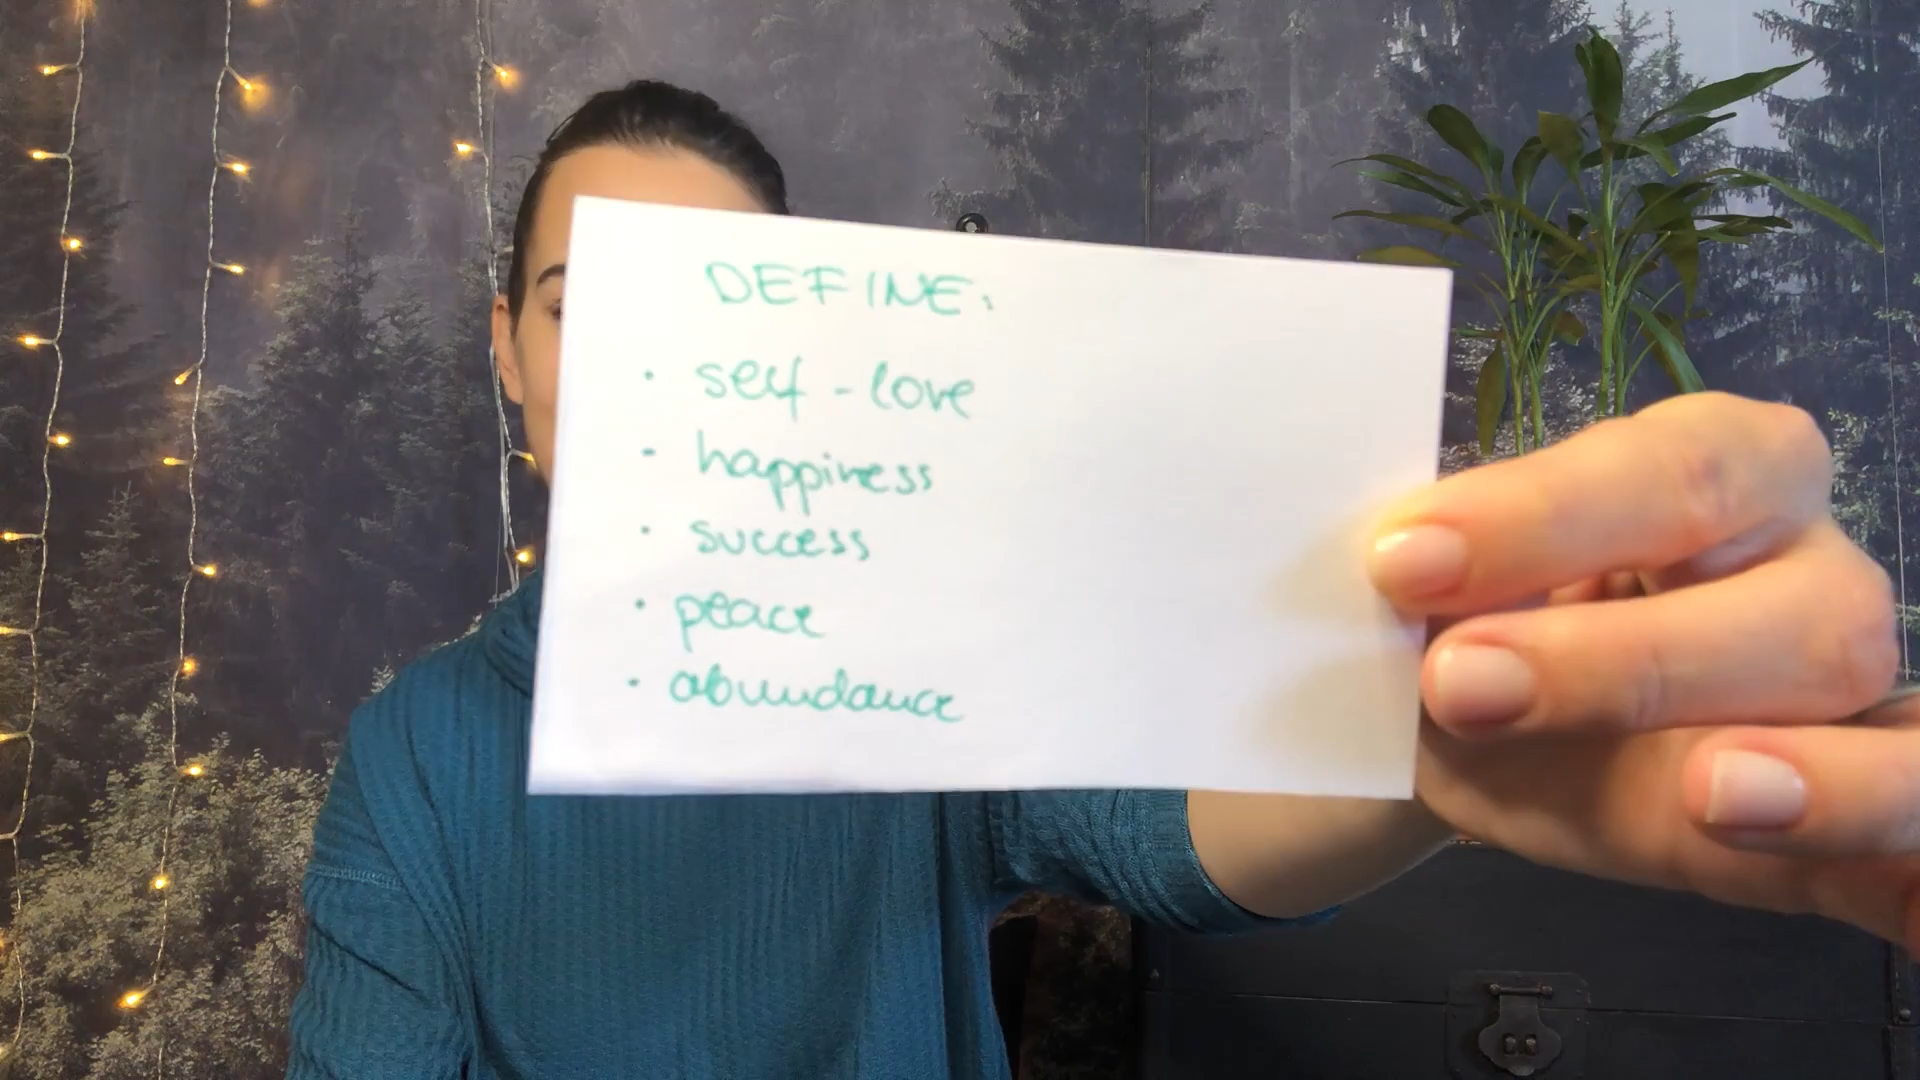 DEFINE:
• self-love
- happiness
• success
• peace
• abundance